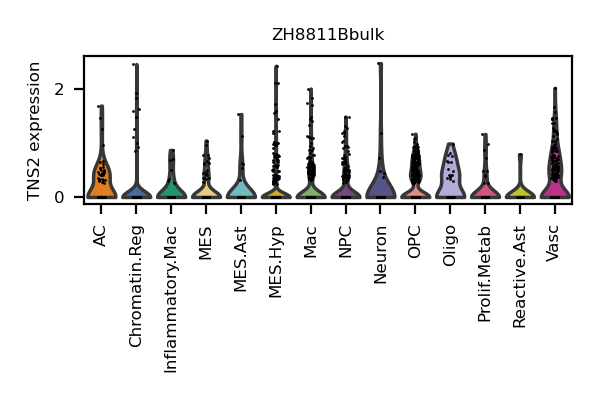 ZH8811Bbulk
TNS2 expression
2
0
AC
Chromatin.Reg
Inflammatory.Mac
MES
MES.Ast
MES.Hyp
Mac
NPC
Neuron
OPC
Oligo
Prolif.Metab
Reactive.Ast
Vasc